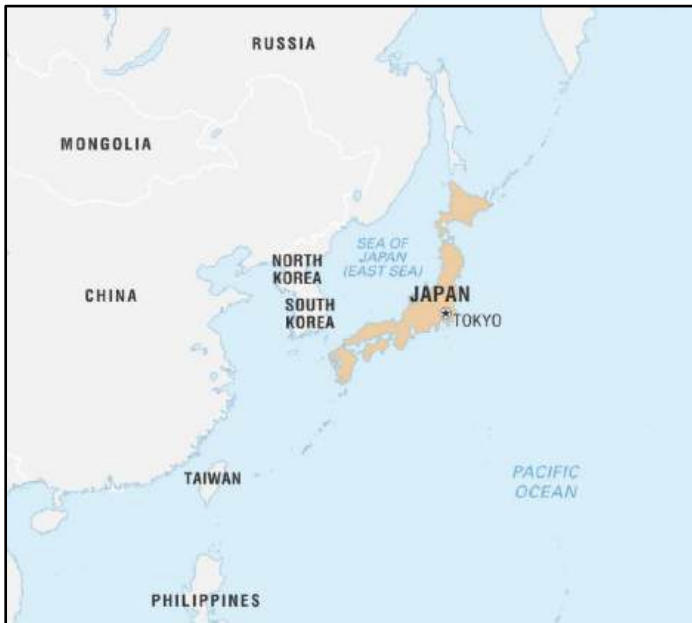 RUSSIA
MONGOLIA
SEA OF
JAPAN
(EAST SEA)
NORTH
KOREA
CHINA
SOUTH
KOREA
JAPAN
TOKYO
TAIWAN
PACIFIC
OCEAN
PHILIPPINES